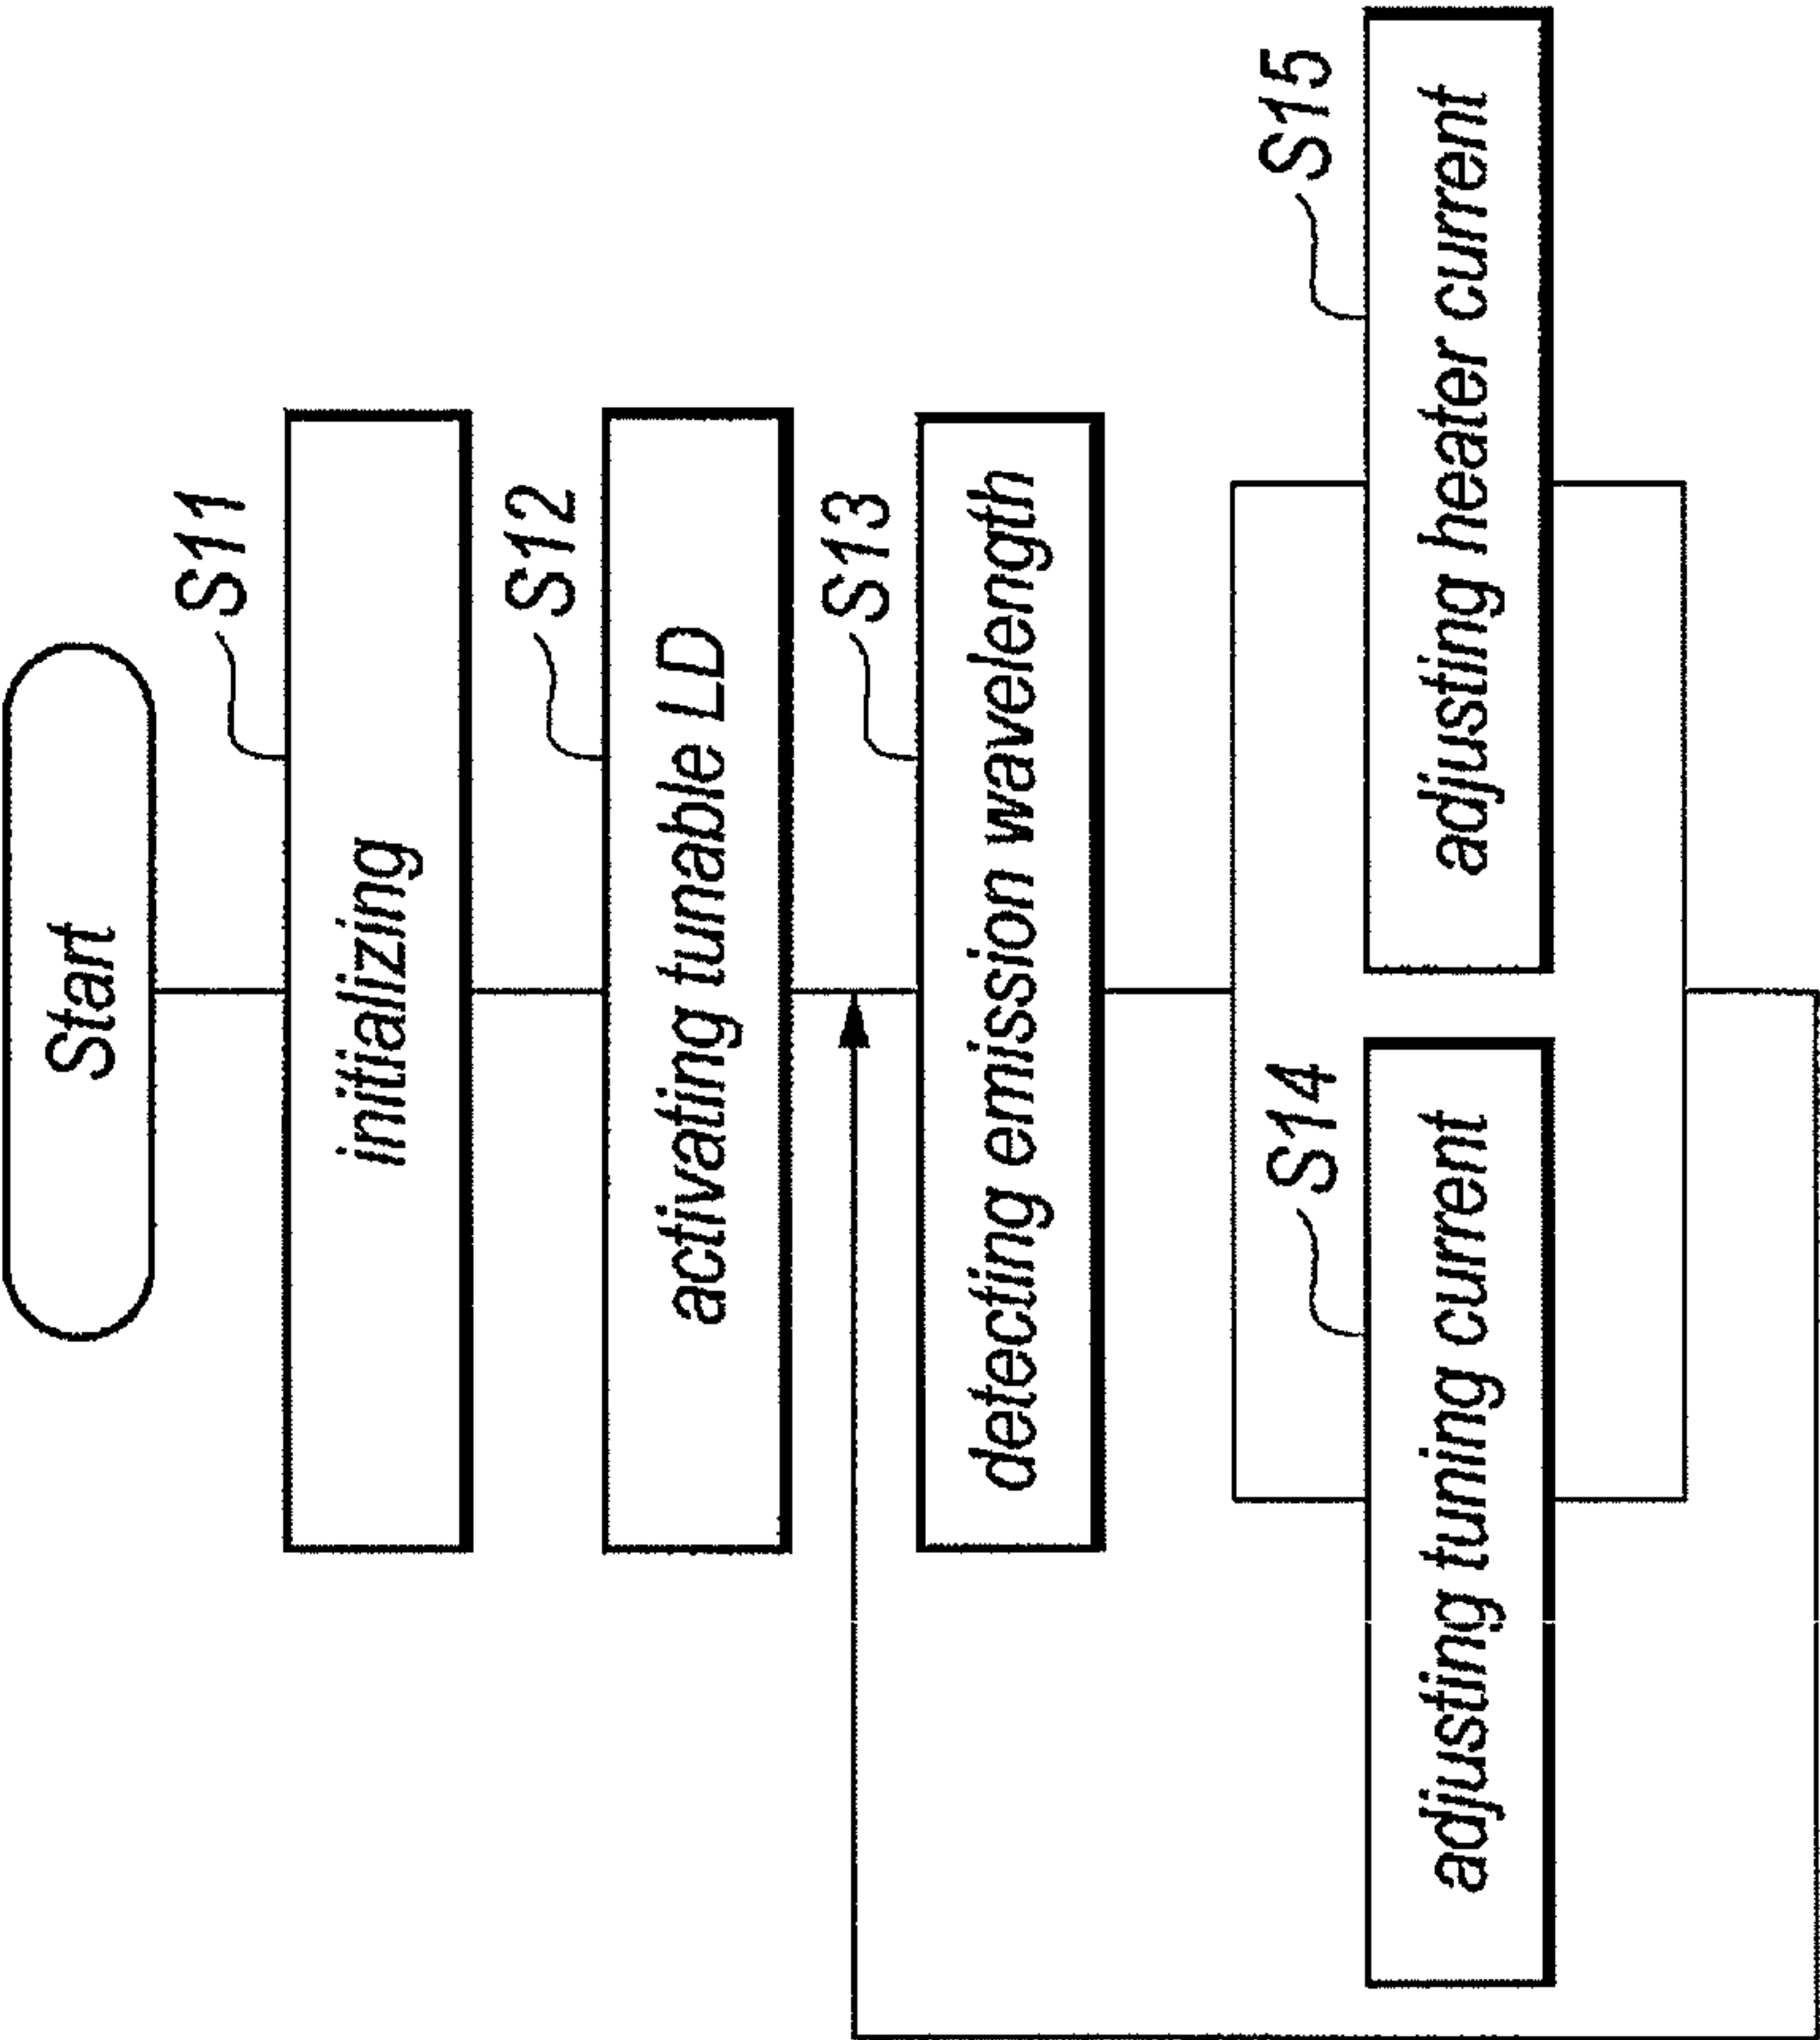 Start
S11
initializing
S12
activating tunable LD
S13
detecting emission wavelength
S14
adjusting tuning current
S15
adjusting heater current